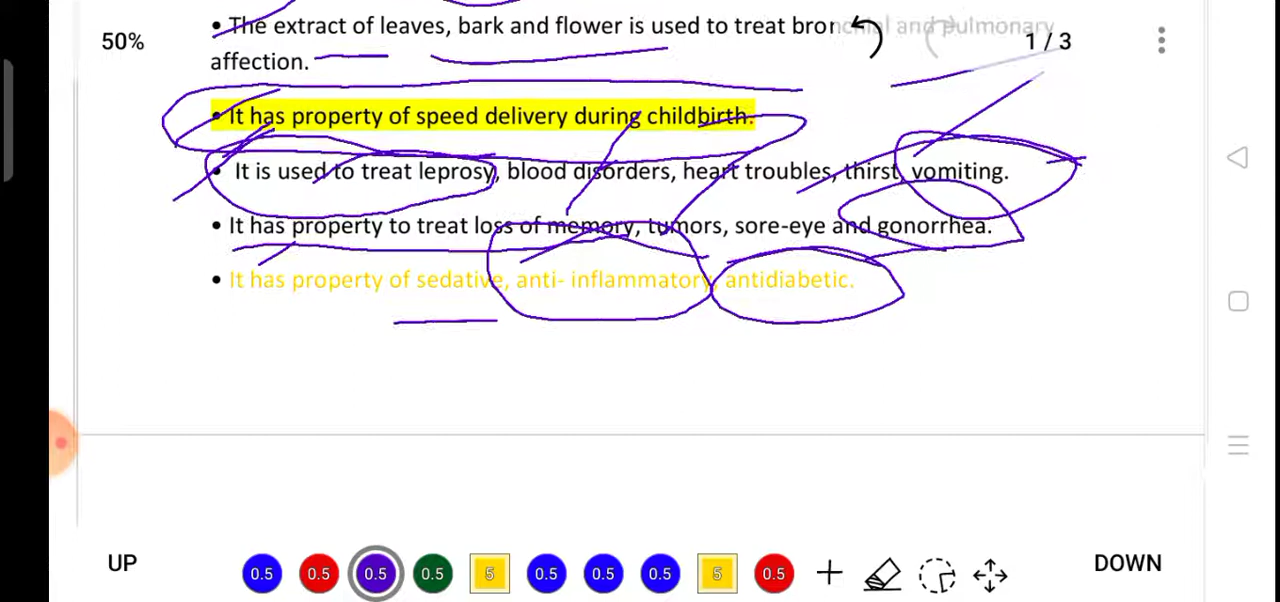 • The extract of leaves, bark and flower is used to treat bronchial and pulmonary
50%
1 / 3
affection.
• It has property of speed delivery during childbirth.
• It is used to treat leprosy, blood disorders, heart troubles, thirst, vomiting.
• It has property to treat loss of memory, tumors, sore-eye and gonorrhea.
• It has property of sedative, anti- inflammatory, antidiabetic.
UP
0.5 0.5 0.5 0.5 5 0.5 0.5 0.5 5 0.5
DOWN